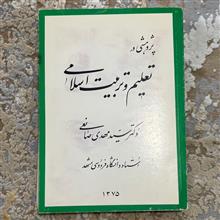 پژوهشی در
تعلیم و تربیت اسلامی
دکتر سید مهدی صانعی
استاد دانشگاه فردوسی مشهد
۱۳۷۵